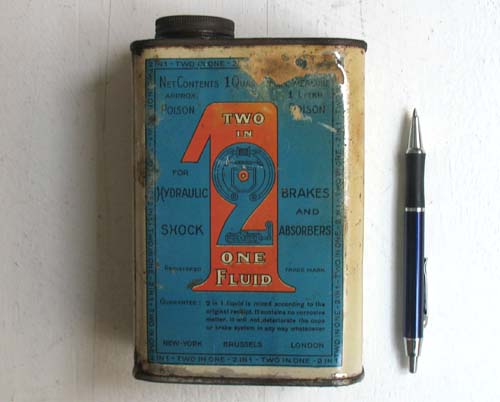 2 IN 1 - TWO IN ONE - 2
NET CONTENTS 1 QUART
APPROX. 1 LITER
POISON POISON
TWO
IN
1
2
FOR
HYDRAULIC BRAKES
AND
SHOCK ABSORBERS
ONE
FLUID
REGISTERED TRADE MARK
GUARANTEE: 2 in 1 liquid is mixed according to the
original receipt. It contains no corrosive
matter. It will not deteriorate the cups
or brake system in any way whatsoever
NEW-YORK BRUSSELS LONDON
IN 1 - TWO IN ONE - 2 IN 1 - TWO IN ONE - 2 IN 1